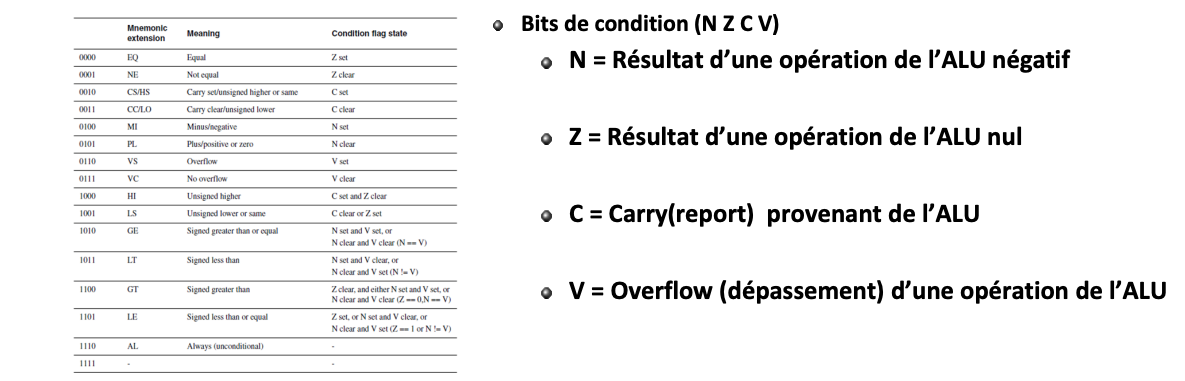 Mnemonic extension Meaning Condition flag state
0000 EQ Equal Z set
0001 NE Not equal Z clear
0010 CS/HS Carry set/unsigned higher or same C set
0011 CC/LO Carry clear/unsigned lower C clear
0100 MI Minus/negative N set
0101 PL Plus/positive or zero N clear
0110 VS Overflow V set
0111 VC No overflow V clear
1000 HI Unsigned higher C set and Z clear
1001 LS Unsigned lower or same C clear or Z set
1010 GE Signed greater than or equal N set and V set, or
N clear and V clear (N == V)
1011 LT Signed less than N set and V clear, or
N clear and V set (N != V)
1100 GT Signed greater than Z clear, and either N set and V set, or
N clear and V clear (Z == 0,N == V)
1101 LE Signed less than or equal Z set, or N set and V clear, or
N clear and V set (Z == 1 or N != V)
1110 AL Always (unconditional) -
1111 - -
Bits de condition (N Z C V)
N = Résultat d’une opération de l’ALU négatif
Z = Résultat d’une opération de l’ALU nul
C = Carry(report) provenant de l’ALU
V = Overflow (dépassement) d’une opération de l’ALU